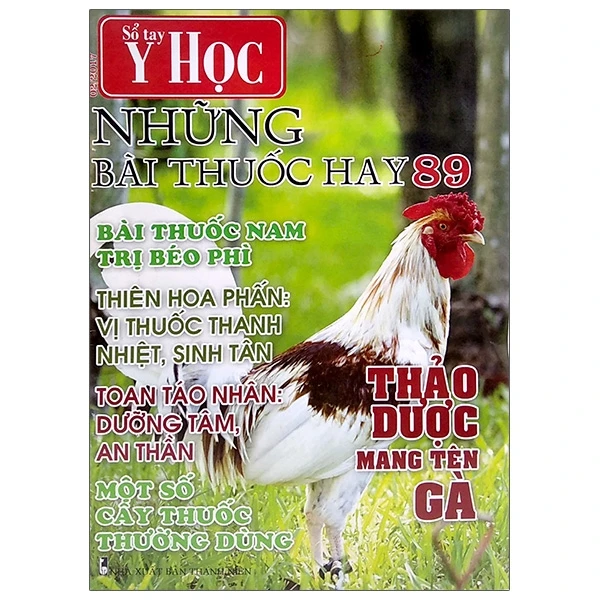 Sổ tay
Y HỌC
02/2017
NHỮNG
BÀI THUỐC HAY 89
BÀI THUỐC NAM
TRỊ BÉO PHÌ
THIÊN HOA PHẤN:
VỊ THUỐC THANH
NHIỆT, SINH TÂN
TOAN TÁO NHÂN:
DƯỠNG TÂM,
AN THẦN
THẢO
DƯỢC
MANG TÊN
GÀ
MỘT SỐ
CÂY THUỐC
THƯỜNG DÙNG
NHÀ XUẤT BẢN THANH NIÊN